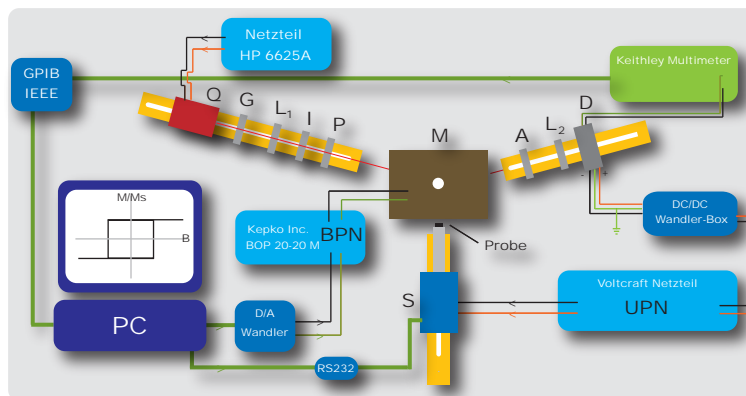 Netzteil
HP 6625A
GPIB
IEEE
Keithley Multimeter
Q
G
L1
I
P
M
A
L2
D
- +
M/Ms
B
Kepko Inc.
BOP 20-20 M
BPN
Probe
DC/DC
Wandler-Box
PC
D/A
Wandler
S
Voltcraft Netzteil
UPN
RS232